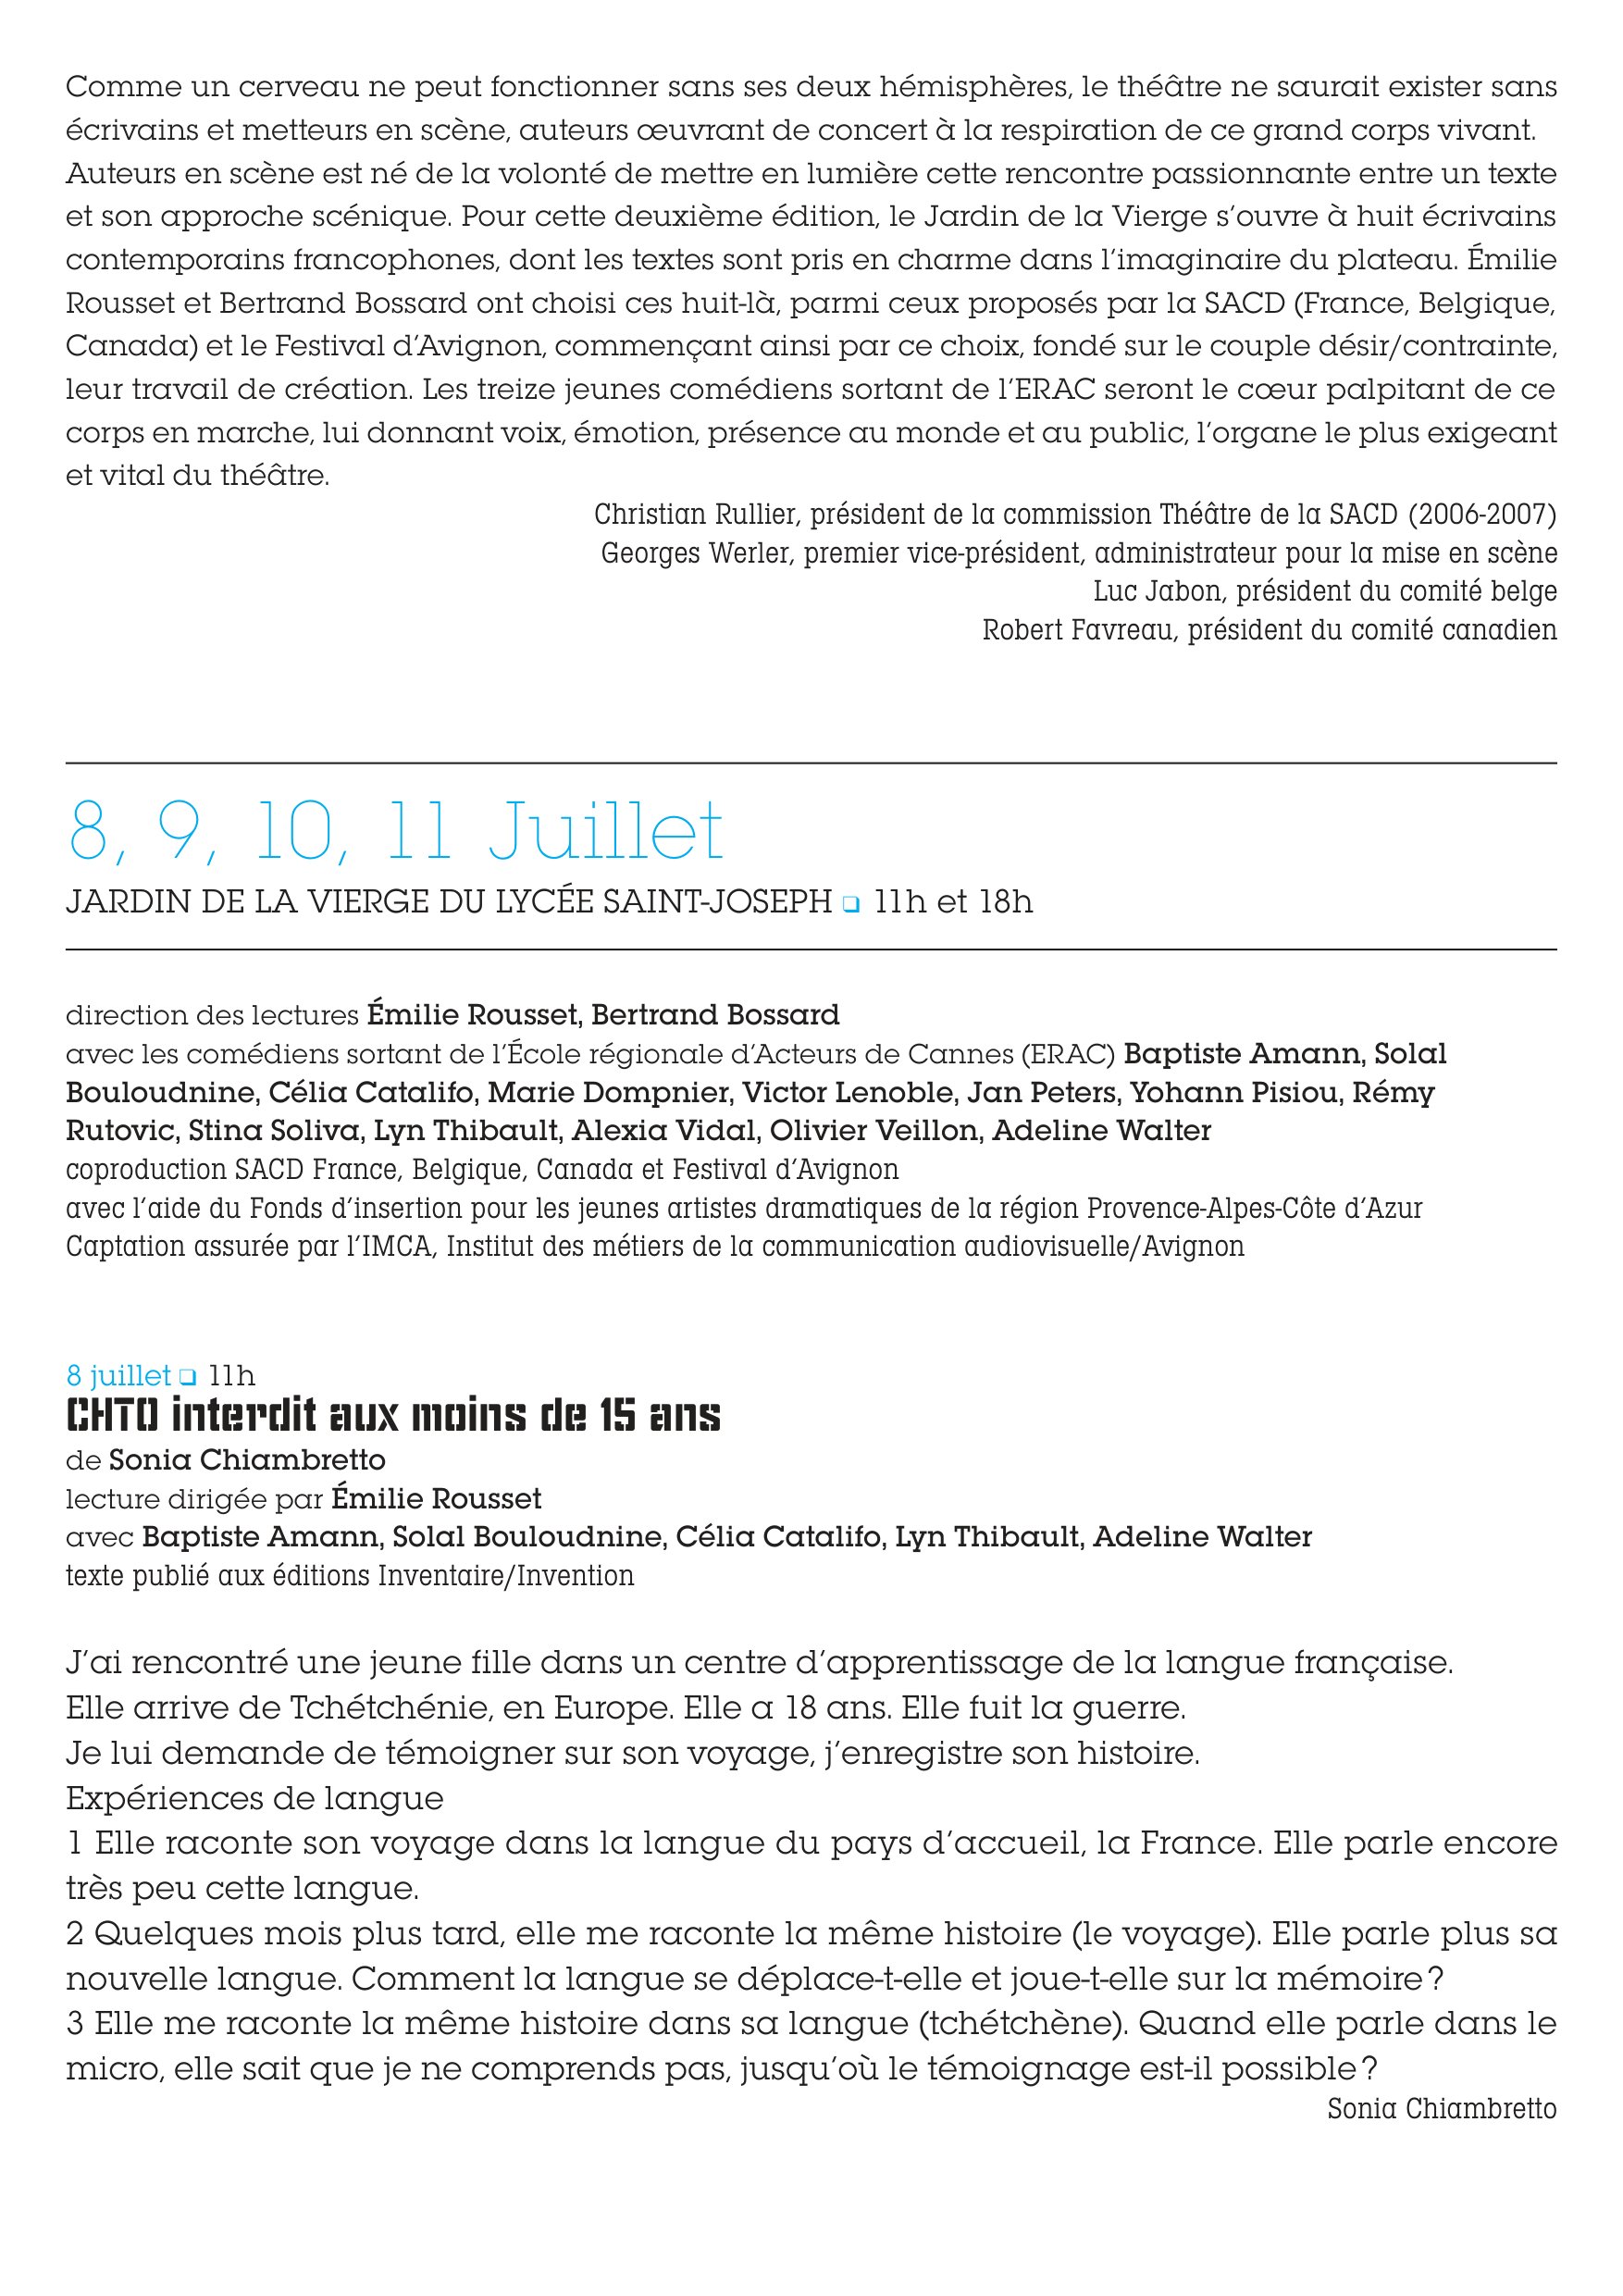 Comme un cerveau ne peut fonctionner sans ses deux hémisphères, le théâtre ne saurait exister sans
écrivains et metteurs en scène, auteurs œuvrant de concert à la respiration de ce grand corps vivant.
Auteurs en scène est né de la volonté de mettre en lumière cette rencontre passionnante entre un texte
et son approche scénique. Pour cette deuxième édition, le Jardin de la Vierge s’ouvre à huit écrivains
contemporains francophones, dont les textes sont pris en charme dans l’imaginaire du plateau. Émilie
Rousset et Bertrand Bossard ont choisi ces huit-là, parmi ceux proposés par la SACD (France, Belgique,
Canada) et le Festival d’Avignon, commençant ainsi par ce choix, fondé sur le couple désir/contrainte,
leur travail de création. Les treize jeunes comédiens sortant de l’ERAC seront le cœur palpitant de ce
corps en marche, lui donnant voix, émotion, présence au monde et au public, l’organe le plus exigeant
et vital du théâtre.
Christian Rullier, président de la commission Théâtre de la SACD (2006-2007)
Georges Werler, premier vice-président, administrateur pour la mise en scène
Luc Jabon, président du comité belge
Robert Favreau, président du comité canadien
8, 9, 10, 11 Juillet
JARDIN DE LA VIERGE DU LYCÉE SAINT-JOSEPH ❑ 11h et 18h
direction des lectures Émilie Rousset, Bertrand Bossard
avec les comédiens sortant de l’École régionale d’Acteurs de Cannes (ERAC) Baptiste Amann, Solal
Bouloudnine, Célia Catalifo, Marie Dompnier, Victor Lenoble, Jan Peters, Yohann Pisiou, Rémy
Rutovic, Stina Soliva, Lyn Thibault, Alexia Vidal, Olivier Veillon, Adeline Walter
coproduction SACD France, Belgique, Canada et Festival d’Avignon
avec l’aide du Fonds d’insertion pour les jeunes artistes dramatiques de la région Provence-Alpes-Côte d’Azur
Captation assurée par l’IMCA, Institut des métiers de la communication audiovisuelle/Avignon
8 juillet ❑ 11h
CHTO interdit aux moins de 15 ans
de Sonia Chiambretto
lecture dirigée par Émilie Rousset
avec Baptiste Amann, Solal Bouloudnine, Célia Catalifo, Lyn Thibault, Adeline Walter
texte publié aux éditions Inventaire/Invention
J’ai rencontré une jeune fille dans un centre d’apprentissage de la langue française.
Elle arrive de Tchétchénie, en Europe. Elle a 18 ans. Elle fuit la guerre.
Je lui demande de témoigner sur son voyage, j’enregistre son histoire.
Expériences de langue
1 Elle raconte son voyage dans la langue du pays d’accueil, la France. Elle parle encore
très peu cette langue.
2 Quelques mois plus tard, elle me raconte la même histoire (le voyage). Elle parle plus sa
nouvelle langue. Comment la langue se déplace-t-elle et joue-t-elle sur la mémoire ?
3 Elle me raconte la même histoire dans sa langue (tchétchène). Quand elle parle dans le
micro, elle sait que je ne comprends pas, jusqu’où le témoignage est-il possible ?
Sonia Chiambretto